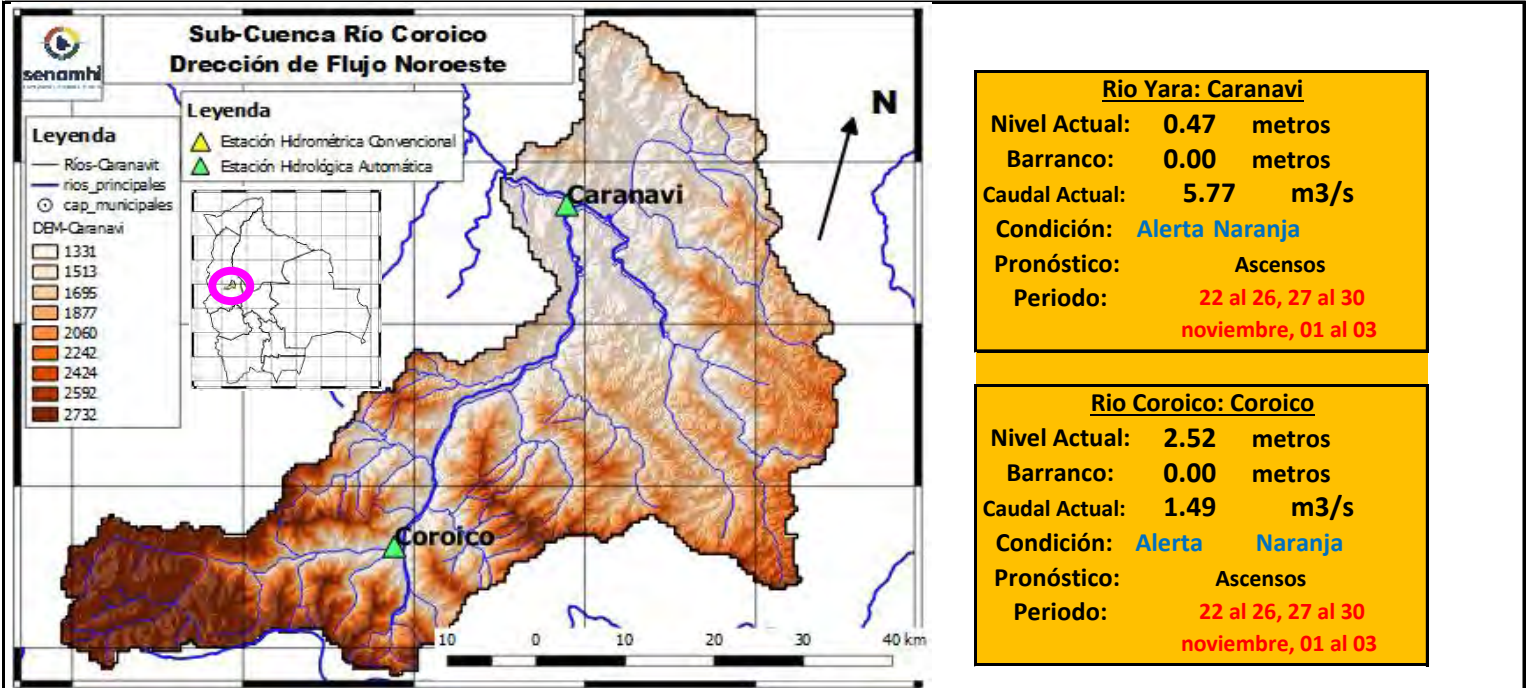 Sub-Cuenca Río Coroico
Drección de Flujo Noroeste
senamhi
Leyenda
Estación Hidrométrica Convencional
Estación Hidrológica Automática
Leyenda
Ríos-Caranavit
rios_principales
cap_municipales
DEM-Caranavi
1331
1513
1695
1877
2060
2242
2424
2592
2732
N
Caranavi
Coroico
10 0 10 20 30 40 km
Rio Yara: Caranavi
Nivel Actual: 0.47 metros
Barranco: 0.00 metros
Caudal Actual: 5.77 m3/s
Condición: Alerta Naranja
Pronóstico: Ascensos
Periodo: 22 al 26, 27 al 30
noviembre, 01 al 03
Rio Coroico: Coroico
Nivel Actual: 2.52 metros
Barranco: 0.00 metros
Caudal Actual: 1.49 m3/s
Condición: Alerta Naranja
Pronóstico: Ascensos
Periodo: 22 al 26, 27 al 30
noviembre, 01 al 03